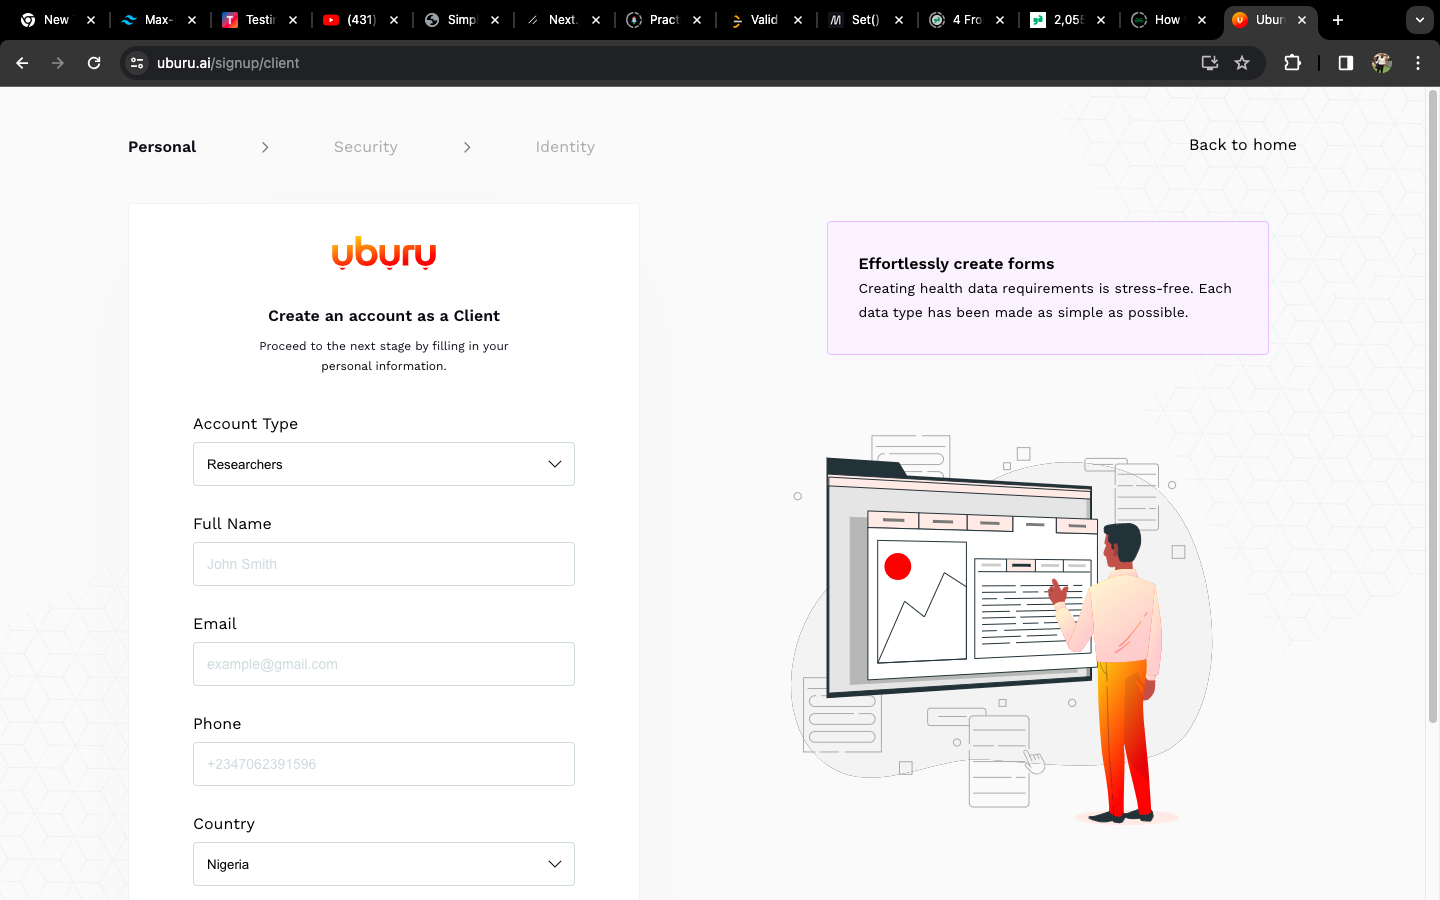 New
Max-
Testin
(431)
Simpl
Next.
Pract
Valid
Set()
4 Fro
2,055
How
Uburu
uburu.ai/signup/client
Personal
Security
Identity
Back to home
uburu
Create an account as a Client
Proceed to the next stage by filling in your
personal information.
Account Type
Researchers
Full Name
John Smith
Email
example@gmail.com
Phone
+2347062391596
Country
Nigeria
Effortlessly create forms
Creating health data requirements is stress-free. Each
data type has been made as simple as possible.